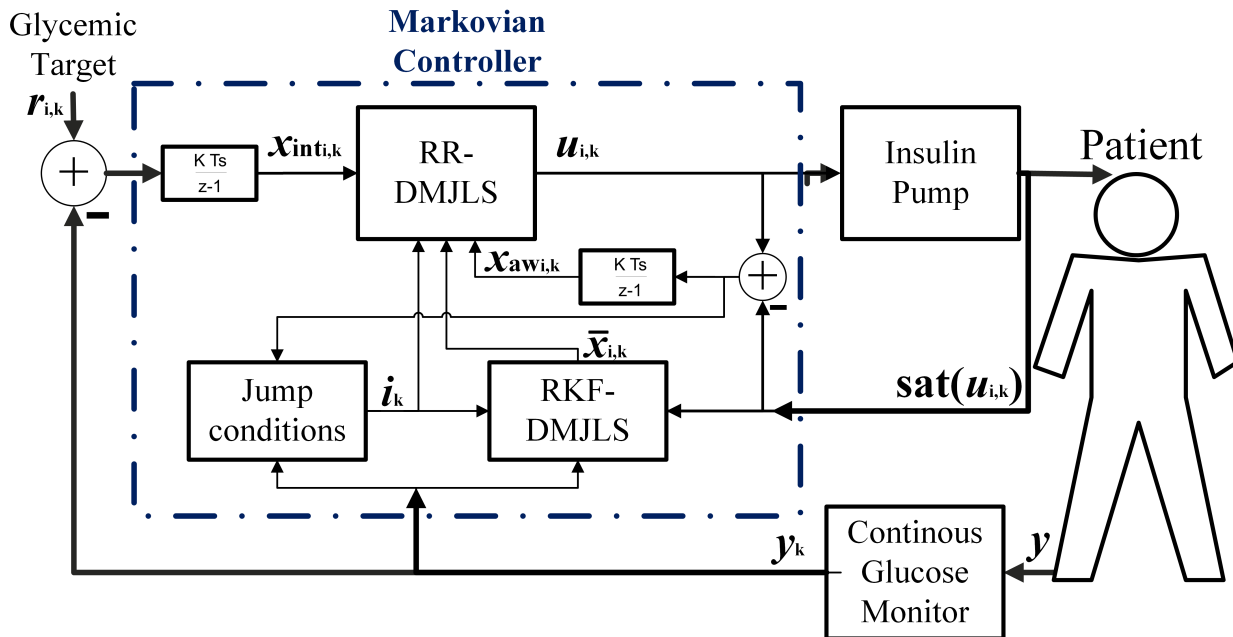 Glycemic
Target
r i,k
Markovian
Controller
+
-
K Ts
z-1
x int i,k
RR-
DMJLS
u i,k
Insulin
Pump
Patient
x aw i,k
K Ts
z-1
+
-
x̄ i,k
Jump
conditions
i k
RKF-
DMJLS
sat(u i,k)
y k
Continous
Glucose
Monitor
y